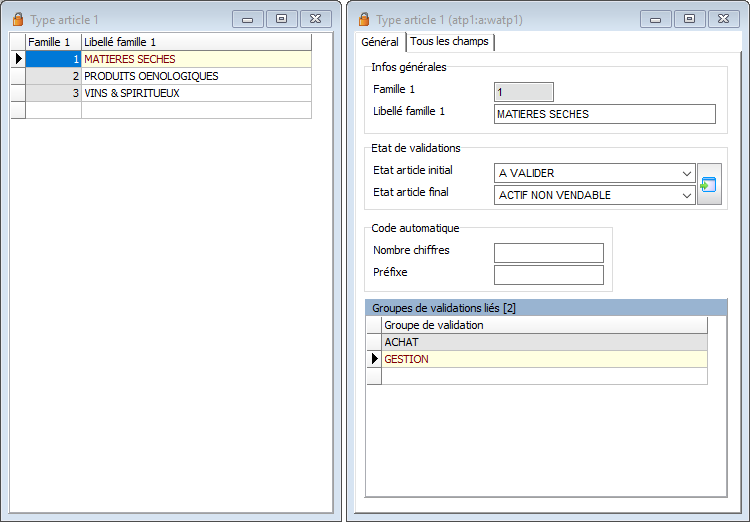 Type article 1
Famille 1 Libellé famille 1
1 MATIERES SECHES
2 PRODUITS OENOLOGIQUES
3 VINS & SPIRITUEUX
Type article 1 (atp1:a:watp1)
Général Tous les champs
Infos générales
Famille 1 1
Libellé famille 1 MATIERES SECHES
Etat de validations
Etat article initial A VALIDER
Etat article final ACTIF NON VENDABLE
Code automatique
Nombre chiffres
Préfixe
Groupes de validations liés [2]
Groupe de validation
ACHAT
GESTION